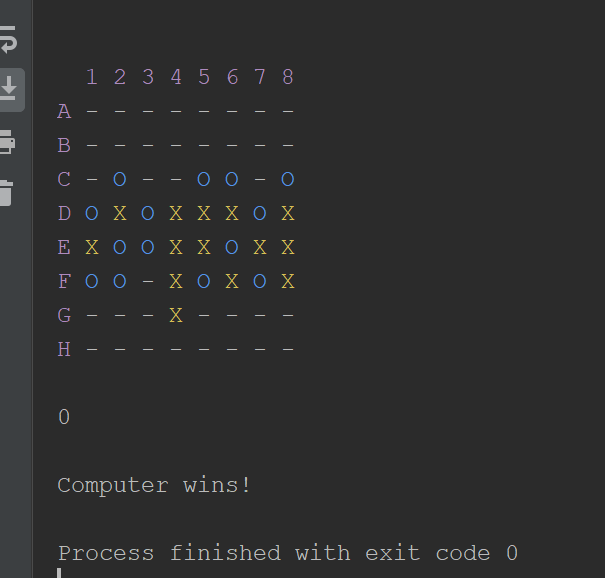 1 2 3 4 5 6 7 8
A - - - - - - - -
B - - - - - - - -
C - O - - O O - O
D O X O X X X O X
E X O O X X O X X
F O O - X O X O X
G - - - X - - - -
H - - - - - - - -
0
Computer wins!
Process finished with exit code 0